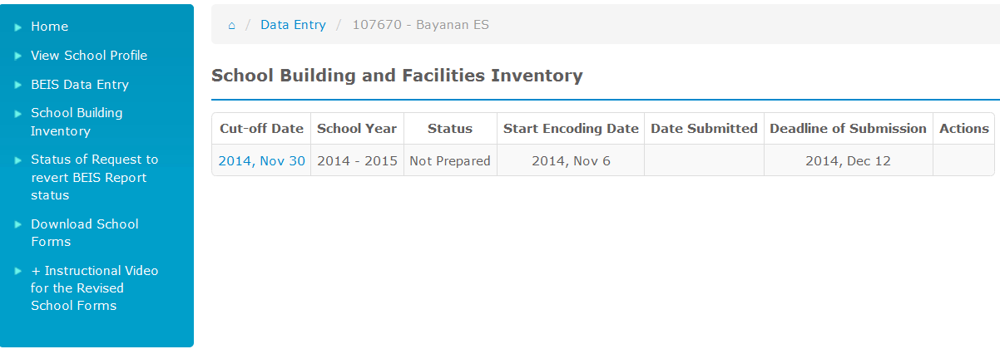 Home
View School Profile
BEIS Data Entry
School Building
Inventory
Status of Request to
revert BEIS Report
status
Download School
Forms
+ Instructional Video
for the Revised
School Forms
/ Data Entry / 107670 - Bayanan ES
School Building and Facilities Inventory
Cut-off Date School Year Status Start Encoding Date Date Submitted Deadline of Submission Actions
2014, Nov 30 2014 - 2015 Not Prepared 2014, Nov 6 2014, Dec 12